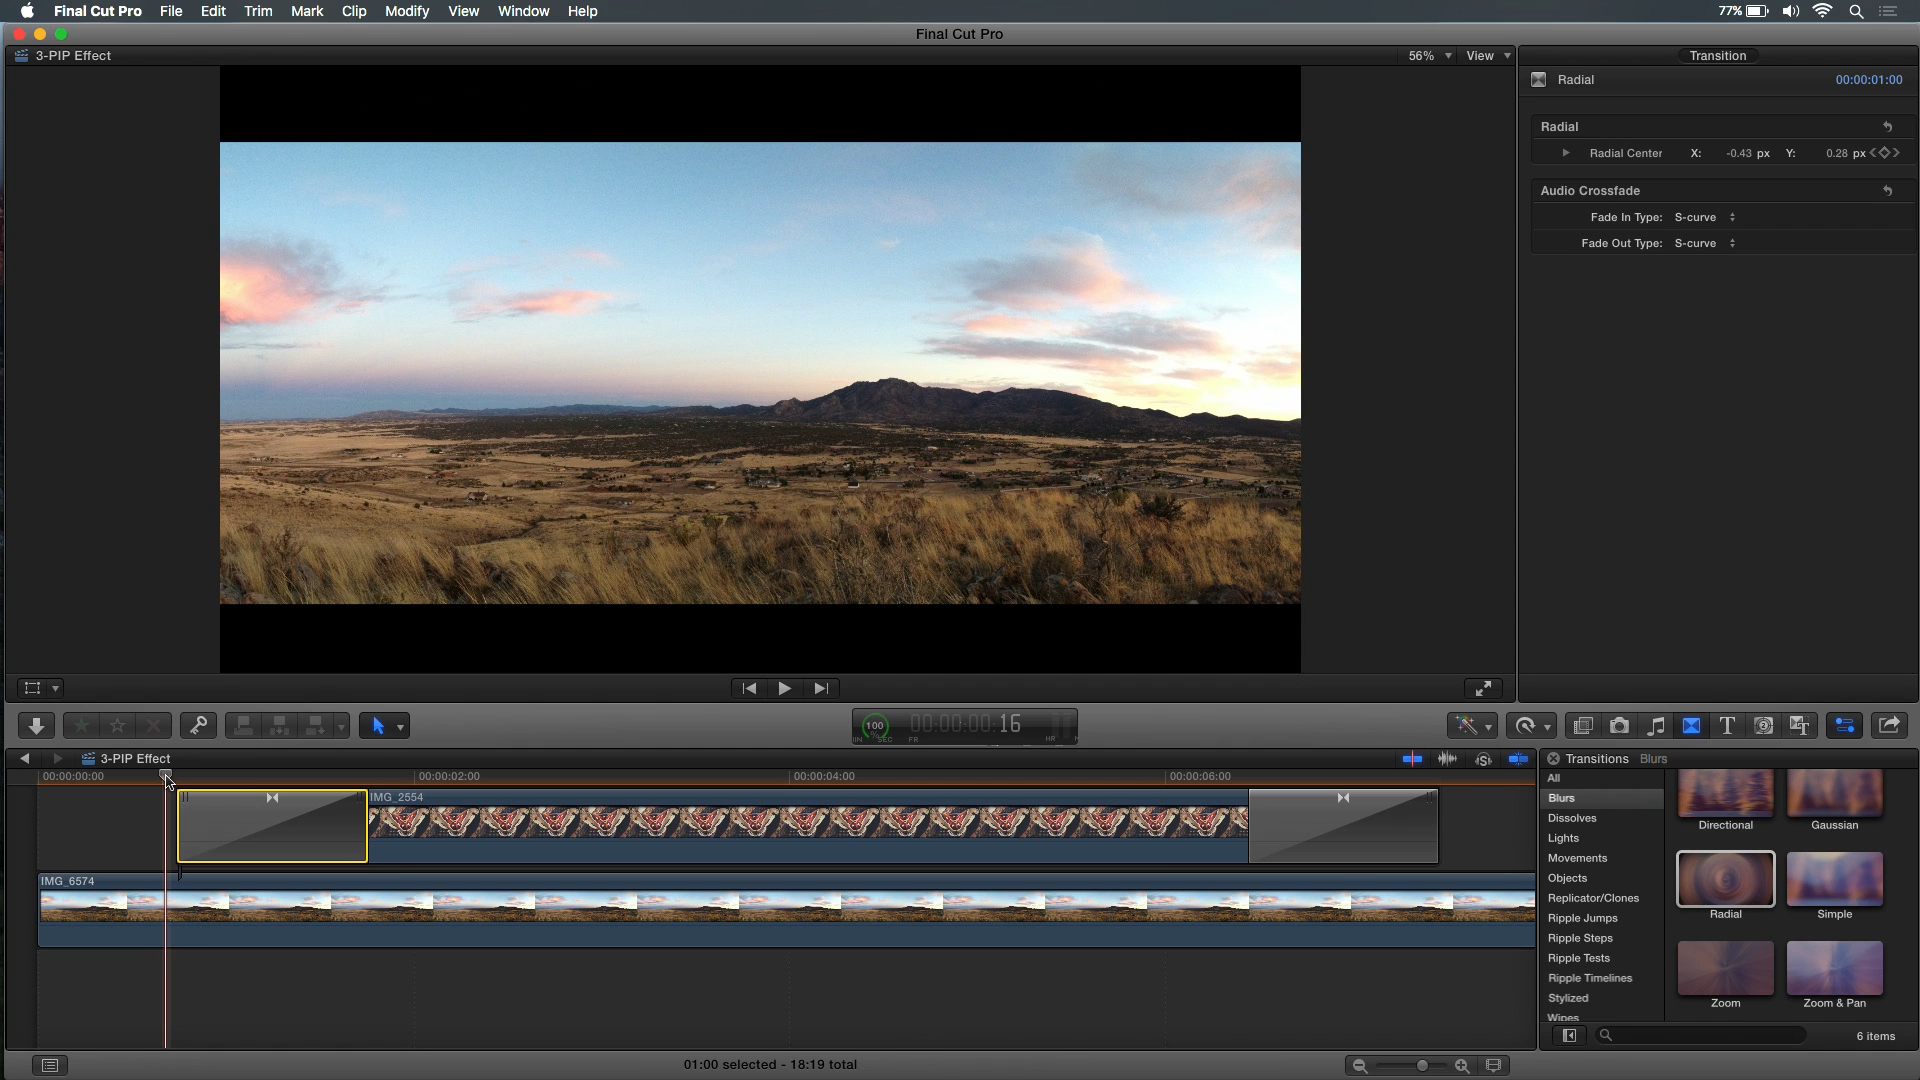 Final Cut Pro File Edit Trim Mark Clip Modify View Window Help 77%
Final Cut Pro
3-PIP Effect 56% View Transition
Radial 00:00:01:00
Radial
Radial Center X: -0.43 px Y: 0.28 px
Audio Crossfade
Fade In Type: S-curve
Fade Out Type: S-curve
100 % 00:00:00:16
SEC FR HR
3-PIP Effect Transitions Blurs
00:00:00:00 00:00:02:00 00:00:04:00 00:00:06:00
IMG_2554
IMG_6574
All
Blurs
Dissolves
Lights
Movements
Objects
Replicator/Clones
Ripple Jumps
Ripple Steps
Ripple Tests
Ripple Timelines
Stylized
Wipes
Directional Gaussian
Radial Simple
Zoom Zoom & Pan
6 items
01:00 selected - 18:19 total